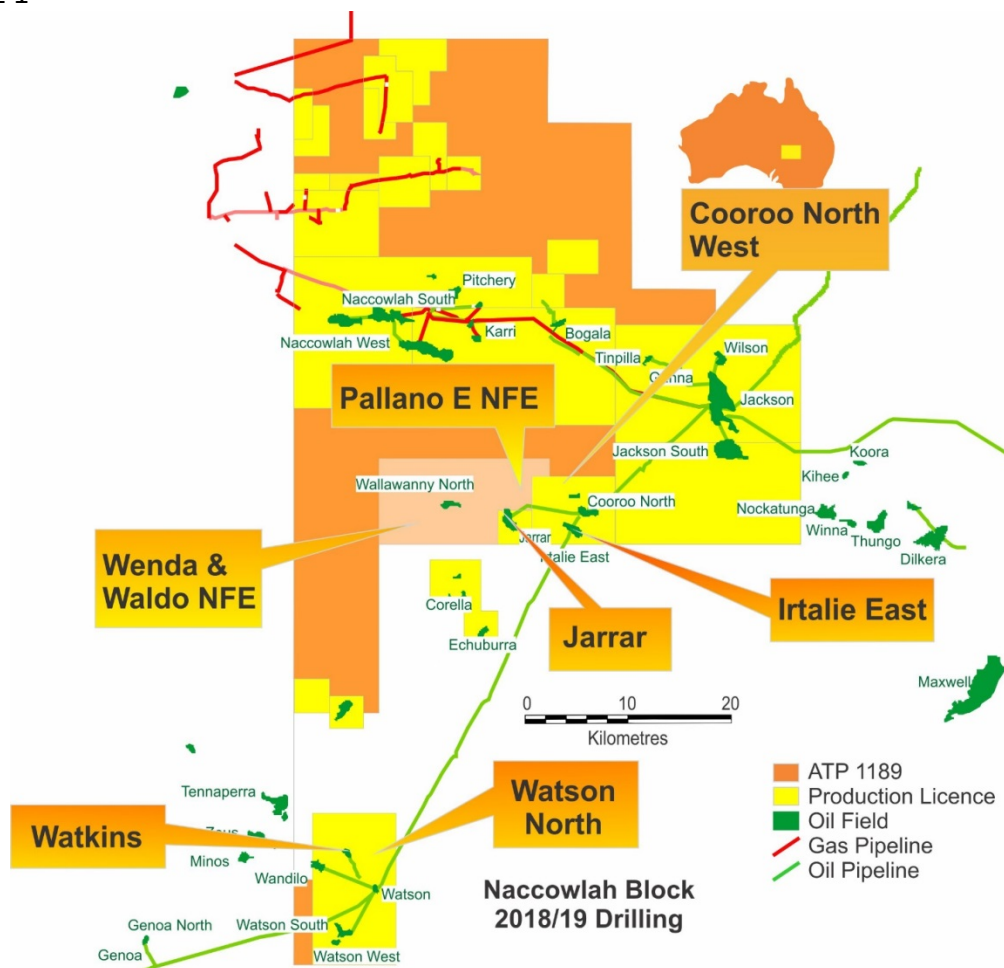 Cooroo North
West
Pitchery
Naccowlah South
Karri
Bogala
Naccowlah West
Tinpilla
Wilson
Gunna
Jackson
Pallano E NFE
Jackson South
Koora
Kihee
Wallawanny North
Cooroo North
Nockatunga
Winna
Thungo
Jarrar
Irtalie East
Dilkera
Wenda &
Waldo NFE
Corella
Irtalie East
Jarrar
Echuburra
Maxwell
0 10 20
Kilometres
ATP 1189
Production Licence
Oil Field
Gas Pipeline
Oil Pipeline
Tennaperra
Watson
North
Watkins
Zeus
Minos
Wandilo
Watson
Naccowlah Block
2018/19 Drilling
Genoa North
Watson South
Genoa
Watson West